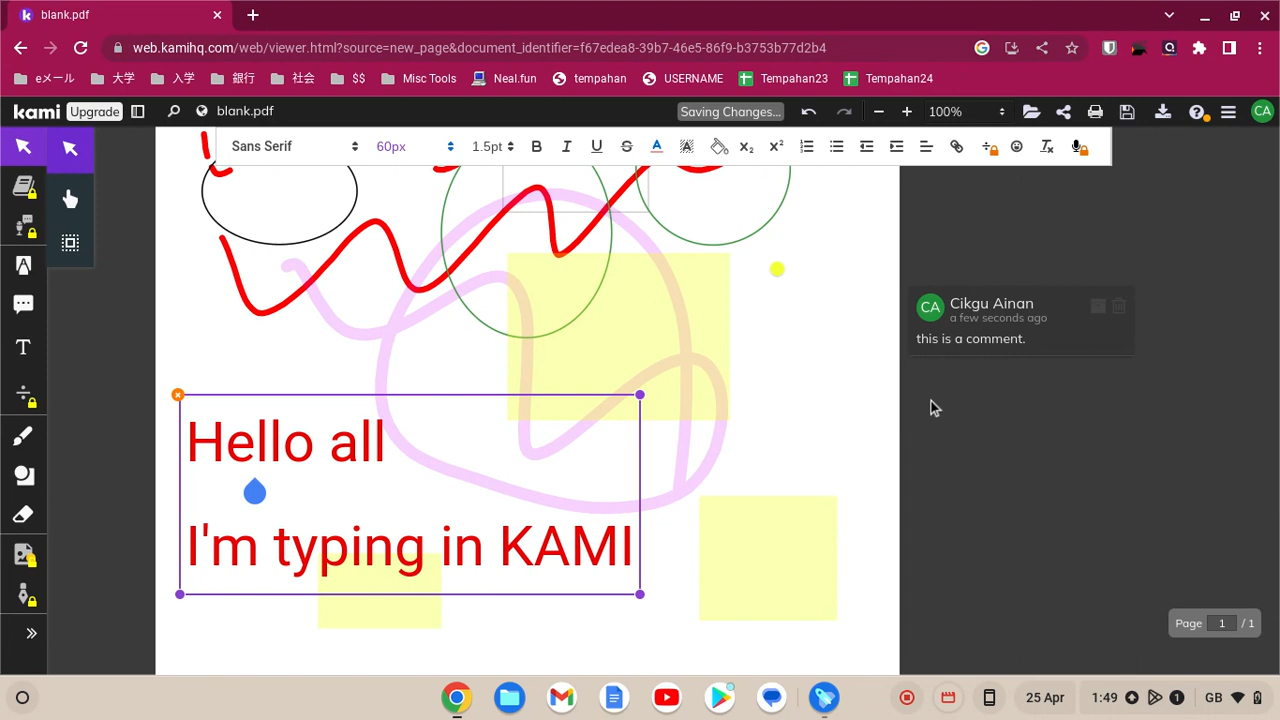 blank.pdf
web.kamihq.com/web/viewer.html?source=new_page&document_identifier=f67edea8-39b7-46e5-86f9-b3753b77d2b4
eメール 大学 入学 銀行 社会 $$ Misc Tools Neal.fun tempahan USERNAME Tempahan23 Tempahan24
kami Upgrade blank.pdf Saving Changes... 100% CA
Sans Serif 60px 1.5pt
CA Cikgu Ainan
a few seconds ago
this is a comment.
Hello all
I'm typing in KAMI
Page 1 / 1
25 Apr 1:49 1 GB